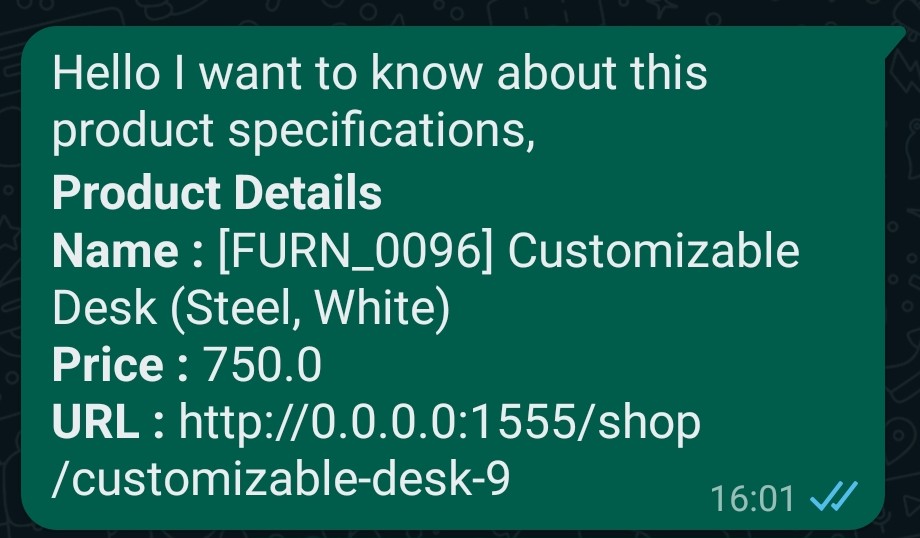 Hello I want to know about this
product specifications,
Product Details
Name : [FURN_0096] Customizable
Desk (Steel, White)
Price : 750.0
URL : http://0.0.0.0:1555/shop
/customizable-desk-9
16:01